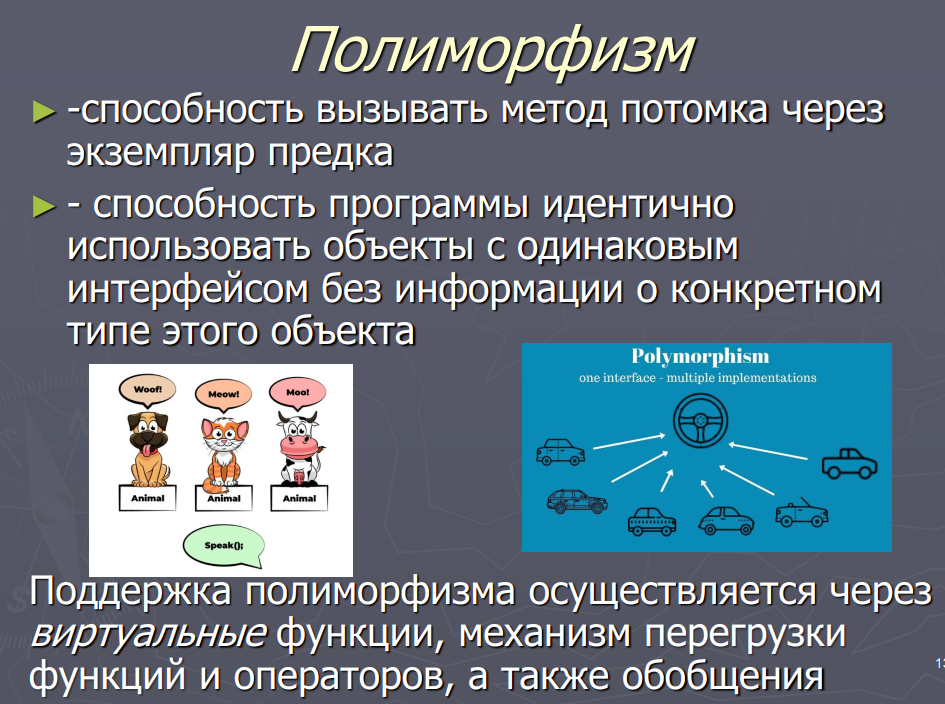 Полиморфизм
-способность вызывать метод потомка через
экземпляр предка
- способность программы идентично
использовать объекты с одинаковым
интерфейсом без информации о конкретном
типе этого объекта
Woof!
Meow!
Moo!
Animal
Animal
Animal
Speak();
Polymorphism
one interface - multiple implementations
Поддержка полиморфизма осуществляется через
виртуальные функции, механизм перегрузки
функций и операторов, а также обобщения